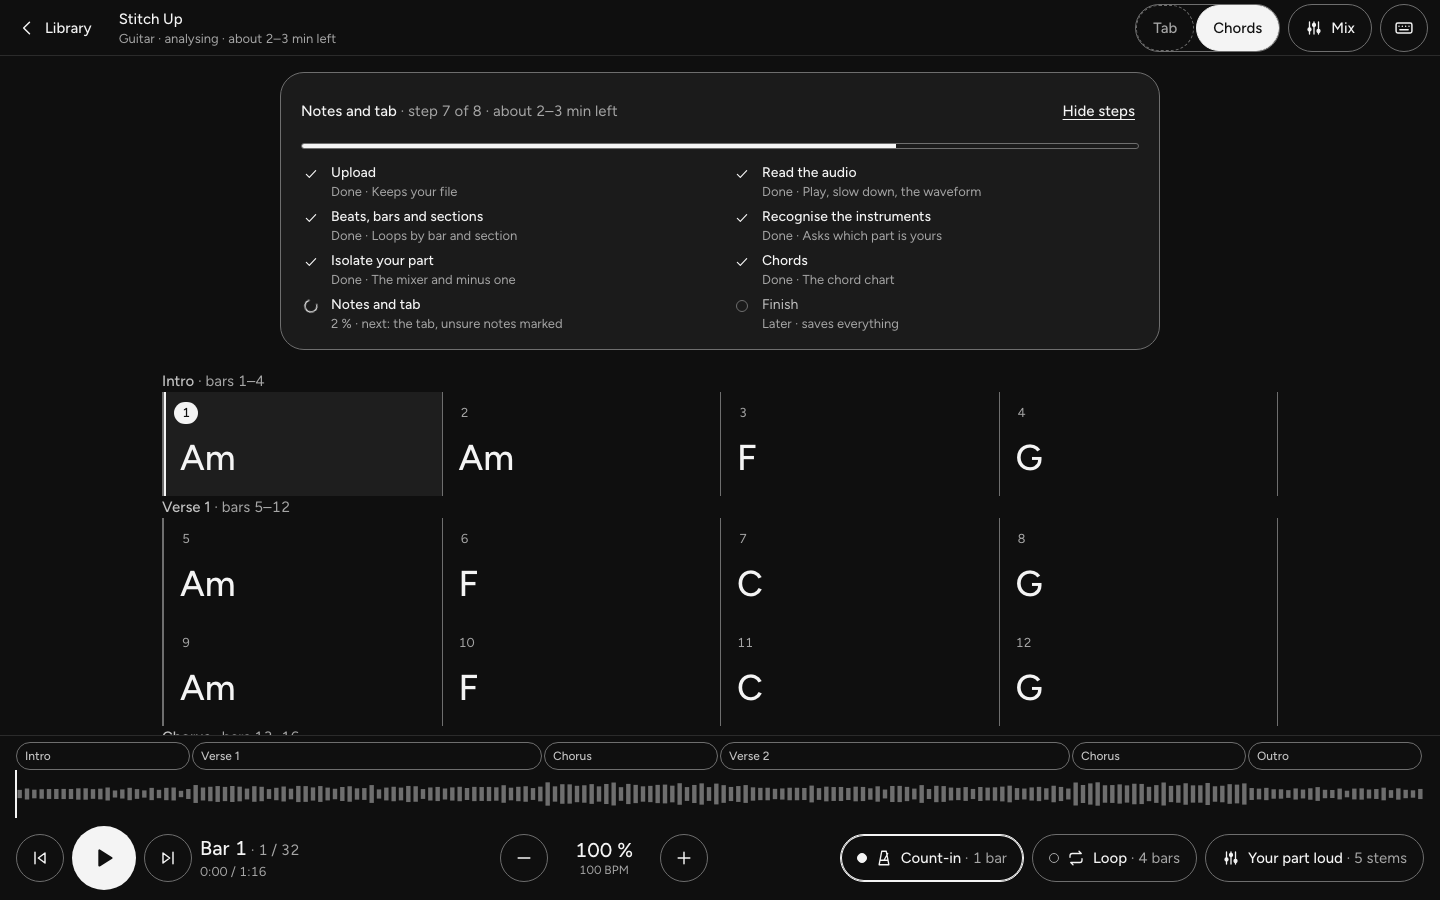 Library
Stitch Up
Guitar · analysing · about 2–3 min left
Tab
Chords
Mix
Notes and tab · step 7 of 8 · about 2–3 min left
Hide steps
Upload
Done · Keeps your file
Read the audio
Done · Play, slow down, the waveform
Beats, bars and sections
Done · Loops by bar and section
Recognise the instruments
Done · Asks which part is yours
Isolate your part
Done · The mixer and minus one
Chords
Done · The chord chart
Notes and tab
2 % · next: the tab, unsure notes marked
Finish
Later · saves everything
Intro · bars 1–4
1 2 3 4
Am Am F G
Verse 1 · bars 5–12
5 6 7 8
Am F C G
9 10 11 12
Am F C G
Chorus · bars 13–16
Intro Verse 1 Chorus Verse 2 Chorus Outro
Bar 1 · 1 / 32
0:00 / 1:16
100 %
100 BPM
Count-in · 1 bar
Loop · 4 bars
Your part loud · 5 stems